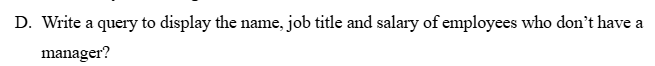 D. Write a query to display the name, job title and salary of employees who don’t have a
manager?